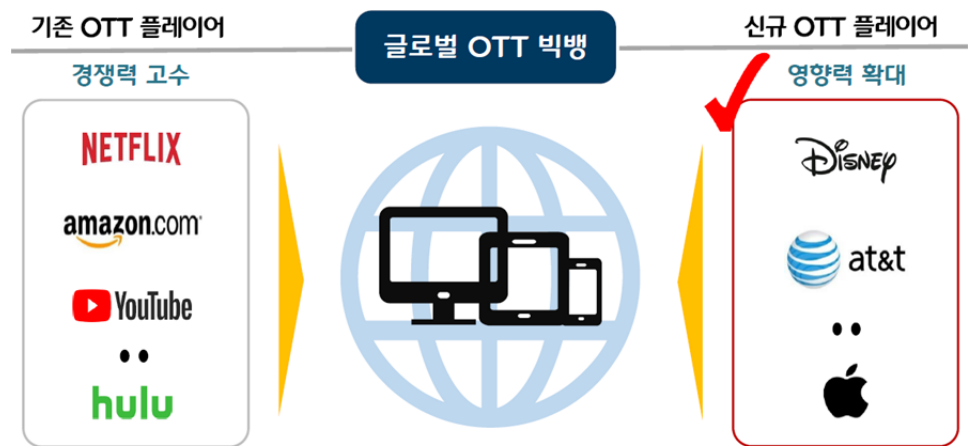 기존 OTT 플레이어
글로벌 OTT 빅뱅
신규 OTT 플레이어
경쟁력 고수
영향력 확대
NETFLIX
amazon.com
YouTube
hulu
Disney
at&t